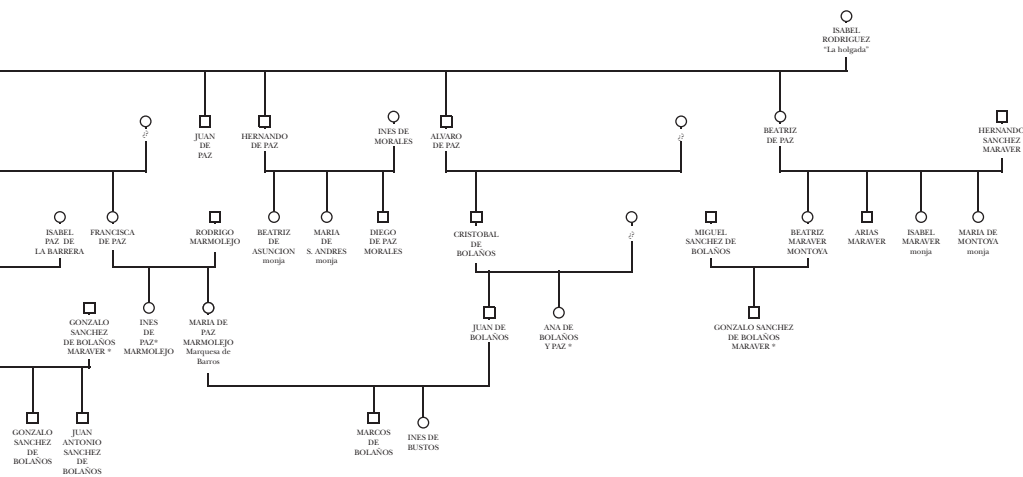 ISABEL
RODRIGUEZ
"La holgada"
¿?
JUAN
DE
PAZ
HERNANDO
DE PAZ
INES DE
MORALES
ALVARO
DE PAZ
¿?
BEATRIZ
DE PAZ
HERNANDO
SANCHEZ
MARAVER
ISABEL
PAZ DE
LA BARRERA
FRANCISCA
DE PAZ
RODRIGO
MARMOLEJO
BEATRIZ
DE
ASUNCION
monja
MARIA
DE
S. ANDRES
monja
DIEGO
DE PAZ
MORALES
CRISTOBAL
DE
BOLAÑOS
¿?
MIGUEL
SANCHEZ DE
BOLAÑOS
BEATRIZ
MARAVER
MONTOYA
ARIAS
MARAVER
ISABEL
MARAVER
monja
MARIA DE
MONTOYA
monja
GONZALO
SANCHEZ
DE BOLAÑOS
MARAVER *
INES
DE
PAZ*
MARMOLEJO
MARIA DE
PAZ
MARMOLEJO
Marquesa de
Barros
JUAN DE
BOLAÑOS
ANA DE
BOLAÑOS
Y PAZ *
GONZALO SANCHEZ
DE BOLAÑOS
MARAVER *
GONZALO
SANCHEZ
DE
BOLAÑOS
JUAN
ANTONIO
SANCHEZ
DE
BOLAÑOS
MARCOS
DE
BOLAÑOS
INES DE
BUSTOS